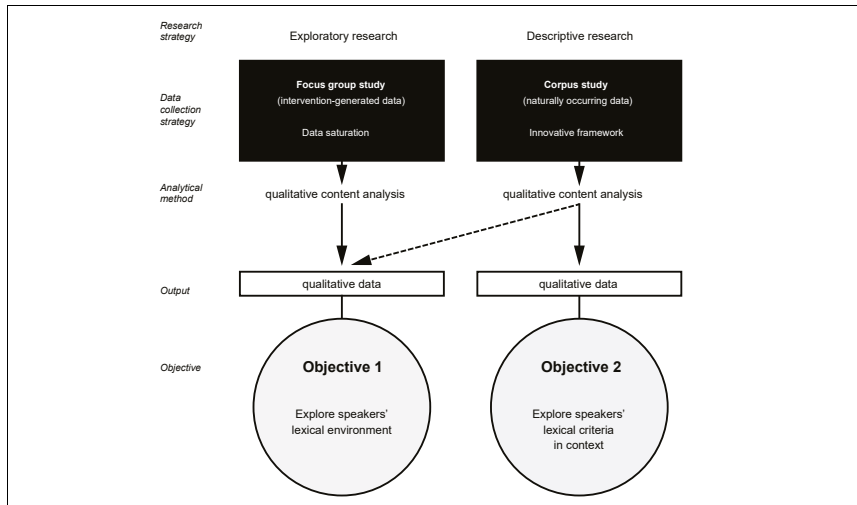 Research
strategy
Exploratory research
Descriptive research
Data
collection
strategy
Focus group study
(intervention-generated data)
Data saturation
Corpus study
(naturally occurring data)
Innovative framework
Analytical
method
qualitative content analysis
qualitative content analysis
Output
qualitative data
qualitative data
Objective
Objective 1
Explore speakers’
lexical environment
Objective 2
Explore speakers’
lexical criteria
in context